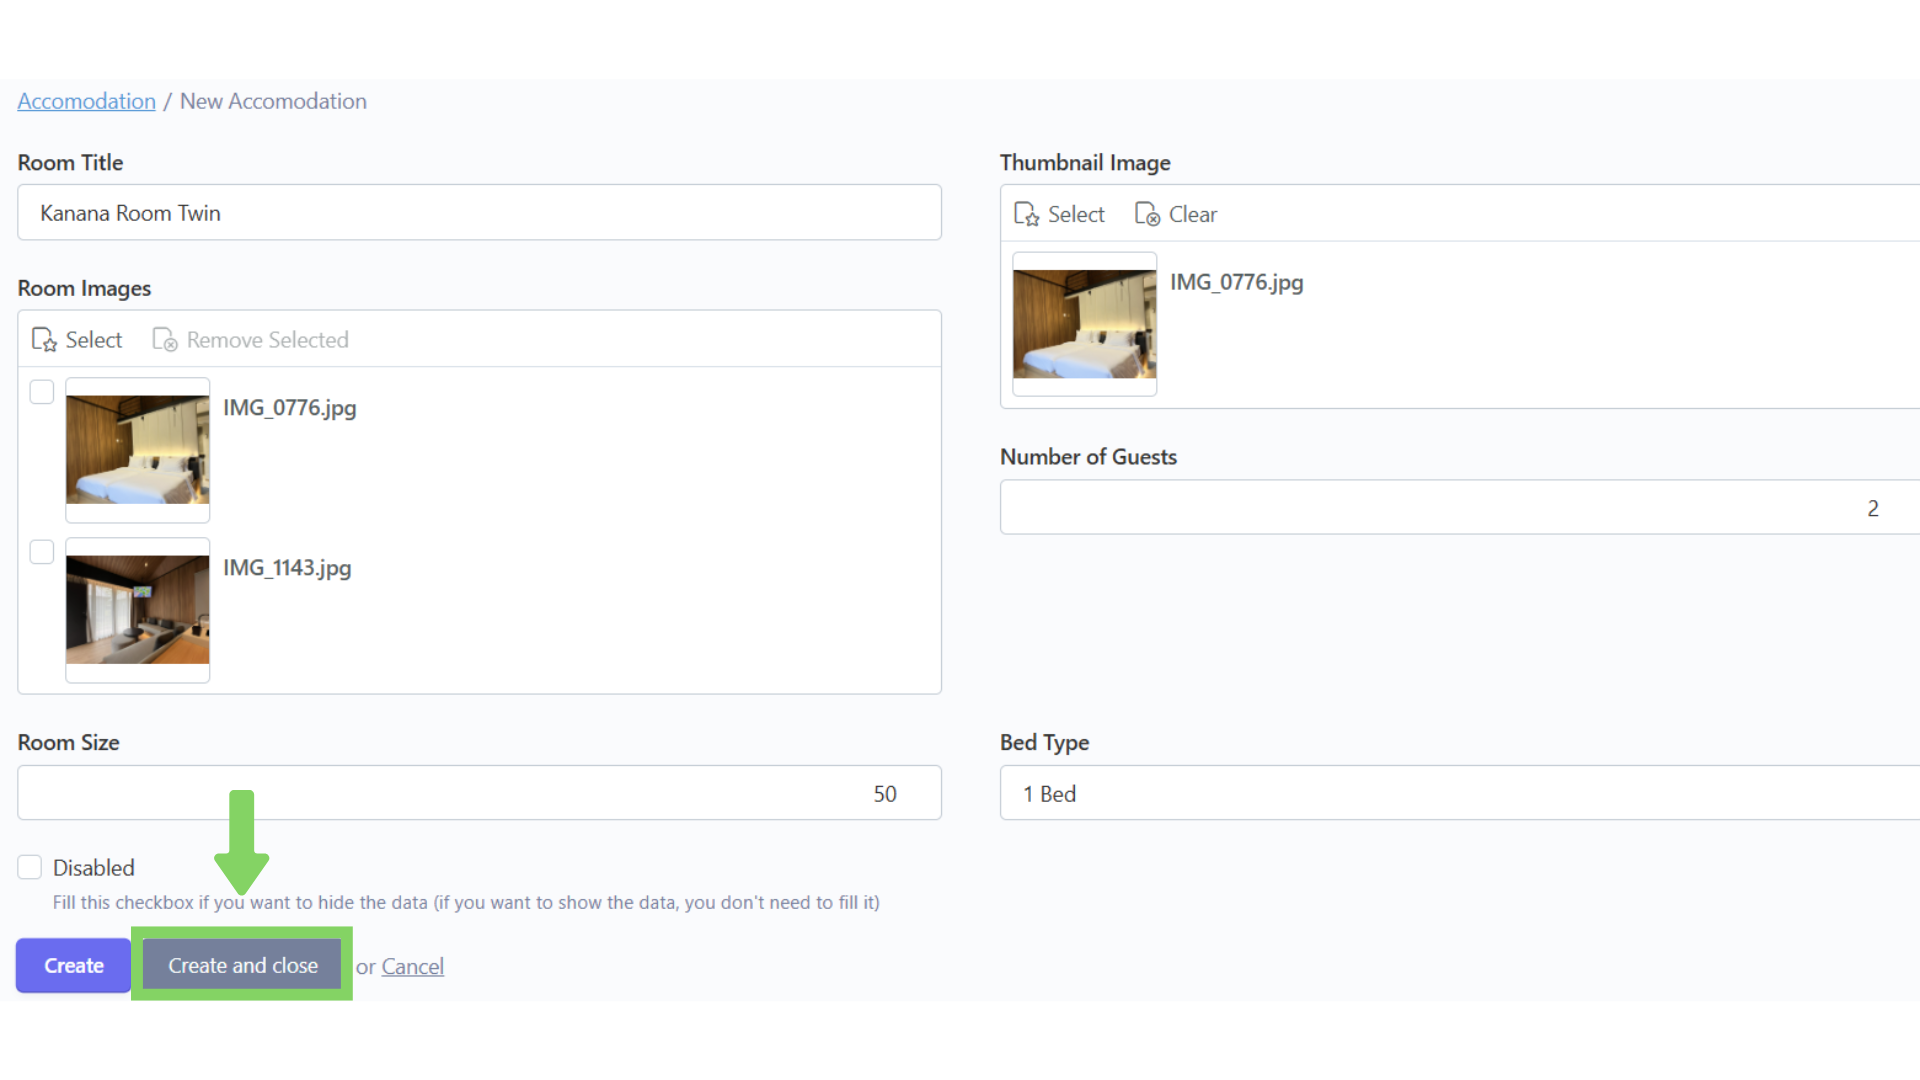 Accomodation / New Accomodation
Room Title
Kanana Room Twin
Room Images
Select Remove Selected
IMG_0776.jpg
IMG_1143.jpg
Thumbnail Image
Select Clear
IMG_0776.jpg
Number of Guests
2
Room Size
50
Bed Type
1 Bed
Disabled
Fill this checkbox if you want to hide the data (if you want to show the data, you don't need to fill it)
Create Create and close or Cancel